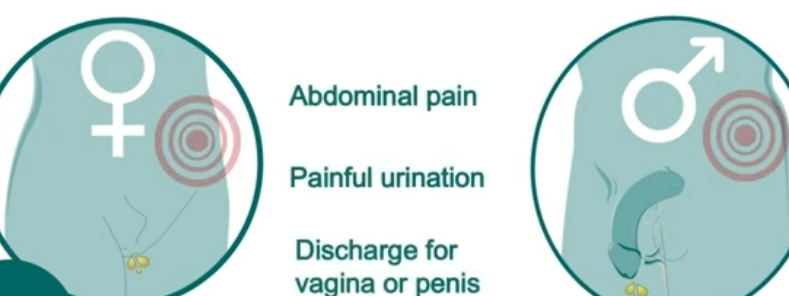 Abdominal pain
Painful urination
Discharge for
vagina or penis